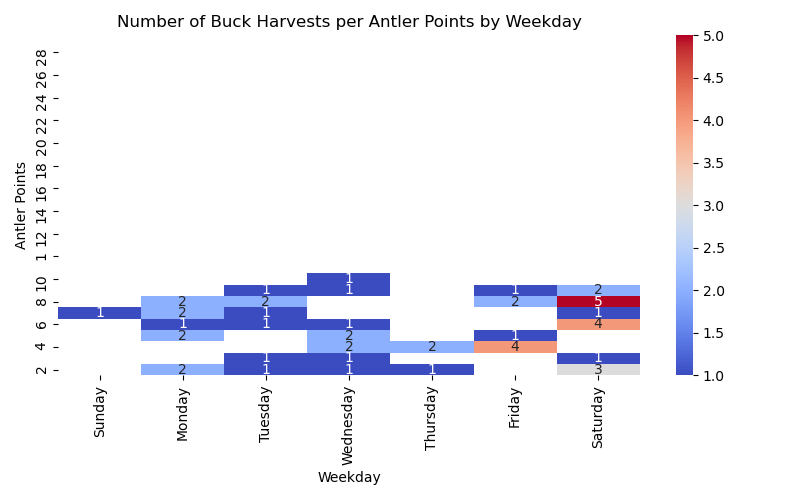 Number of Buck Harvests per Antler Points by Weekday
Antler Points
28
26
24
22
20
18
16
14
12
1
10 1
1 1 1 2
8 2 2 2 5
1 2 1 1
6 1 1 1 4
2 2 1
4 2 2 4
1 1 1
2 2 1 1 1 3
Sunday
Monday
Tuesday
Wednesday
Thursday
Friday
Saturday
Weekday
5.0
4.5
4.0
3.5
3.0
2.5
2.0
1.5
1.0